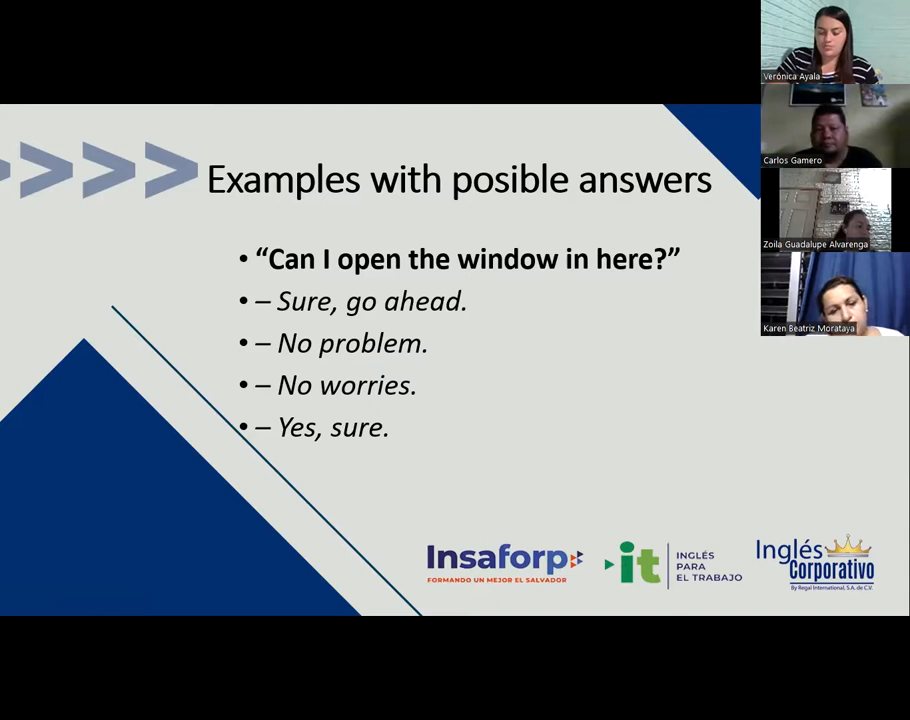 Examples with posible answers
• “Can I open the window in here?”
• – Sure, go ahead.
• – No problem.
• – No worries.
• – Yes, sure.
Insaforp
FORMANDO UN MEJOR EL SALVADOR
it
INGLÉS
PARA
EL TRABAJO
Inglés
Corporativo
By Regal International, S.A. de C.V.
Verónica Ayala
Carlos Gamero
Zoila Guadalupe Alvarenga
Karen Beatriz Morataya